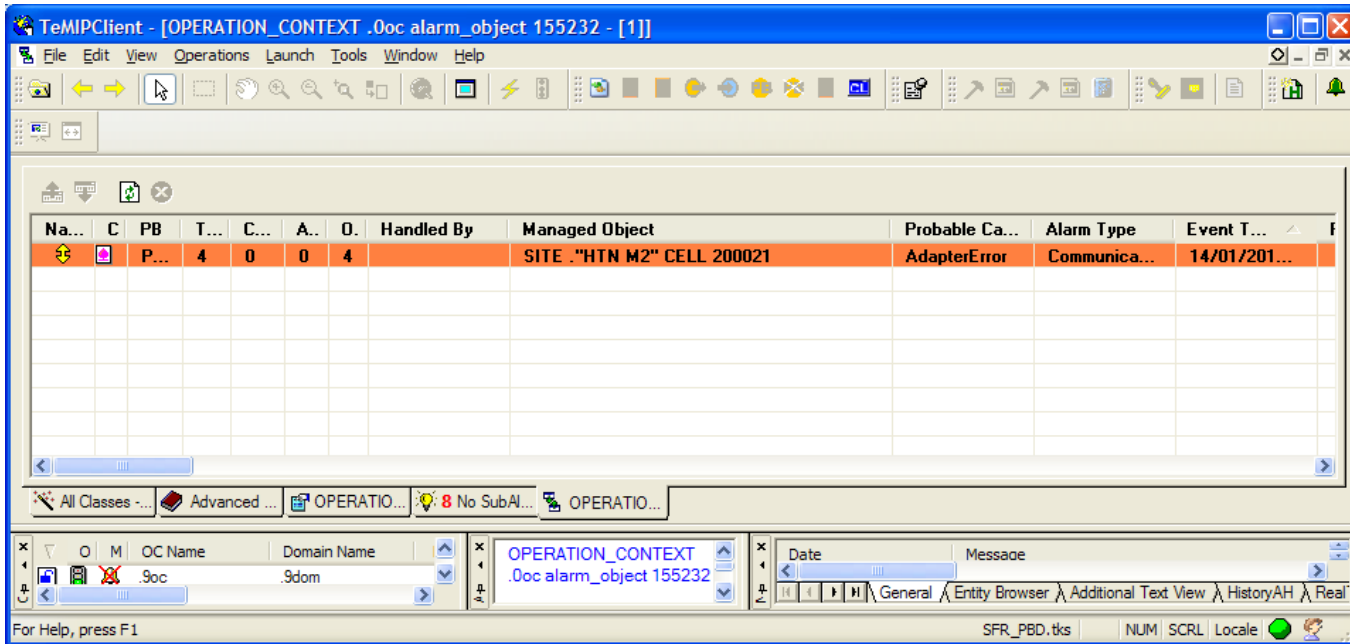 TeMIPClient - [OPERATION_CONTEXT .0oc alarm_object 155232 - [1]]
File Edit View Operations Launch Tools Window Help
Na... C PB T... C... A.. O. Handled By Managed Object Probable Ca... Alarm Type Event T...
P... 4 0 0 4 SITE ."HTN M2" CELL 200021 AdapterError Communica... 14/01/201...
All Classes -... Advanced ... OPERATIO... 8 No SubAl... OPERATIO...
O M OC Name Domain Name
.9oc .9dom
OPERATION_CONTEXT
.0oc alarm_object 155232
Date Message
General Entity Browser Additional Text View HistoryAH Real
For Help, press F1 SFR_PBD.tks NUM SCRL Locale